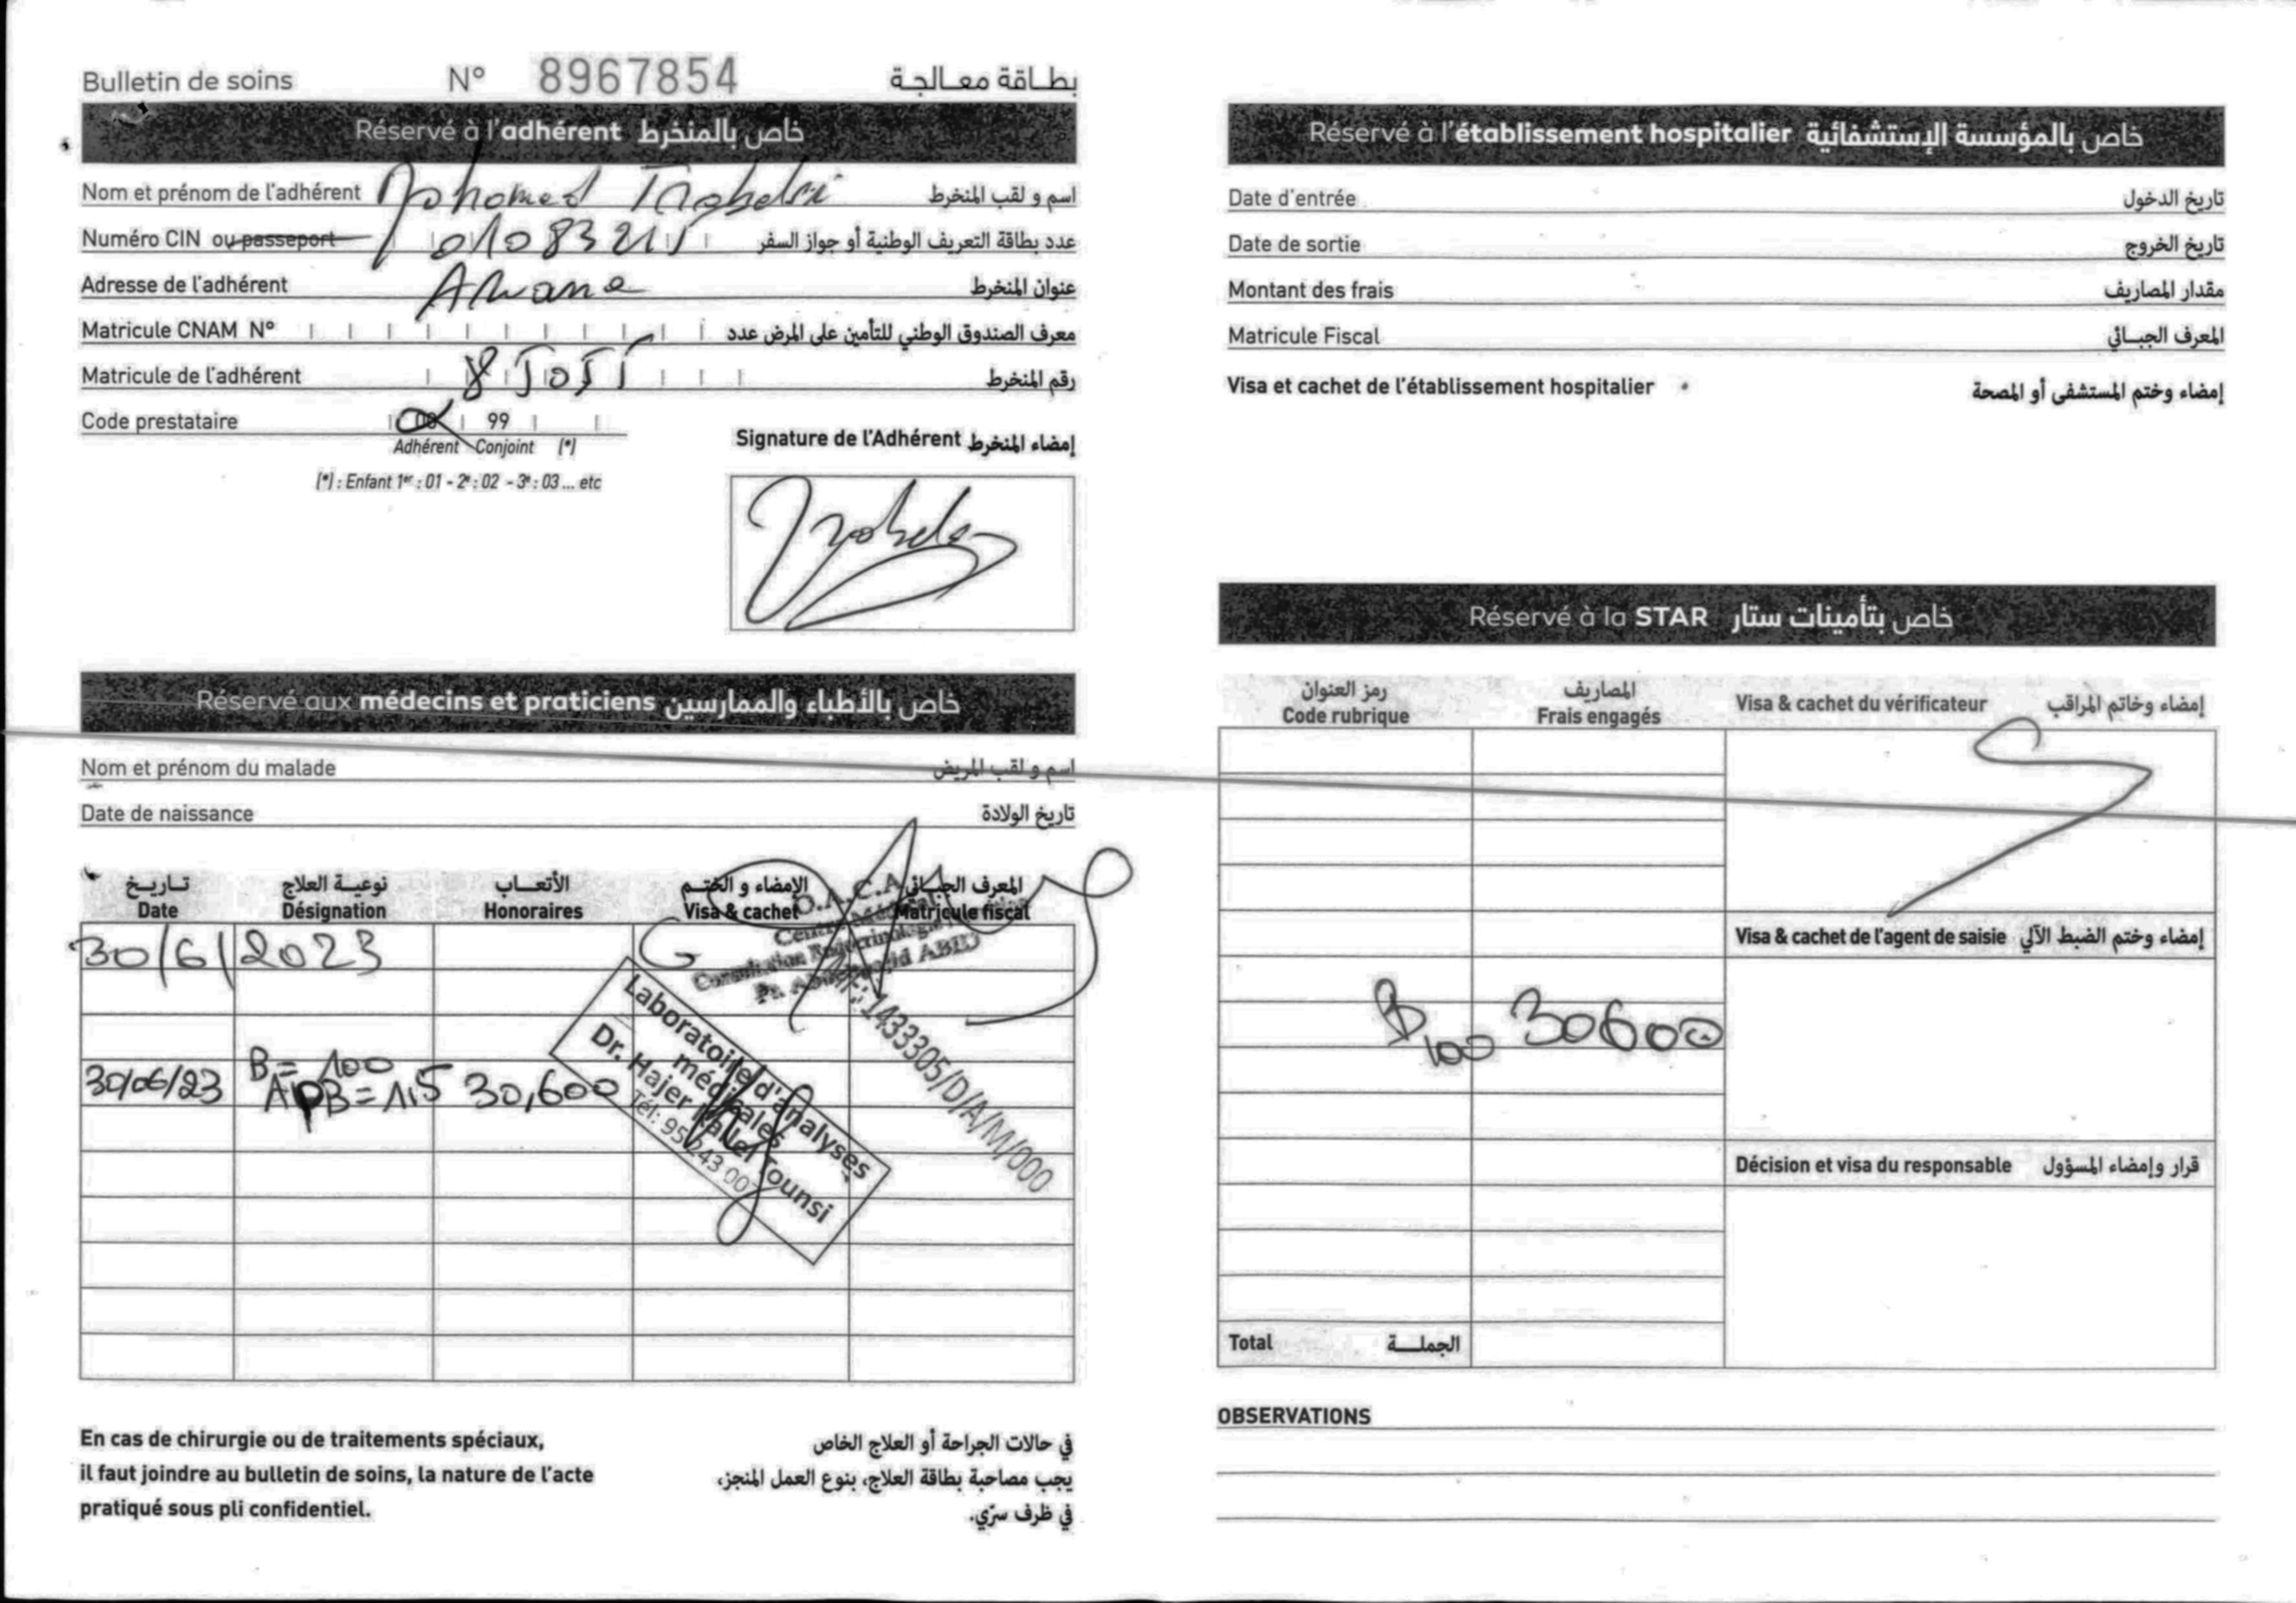 Bulletin de soins N° 8967854 بطاقة معالجة
Réservé à l'adhérent خاص بالمنخرط
Nom et prénom de l'adhérent Mohamed Trabelsi اسم و لقب المنخرط
Numéro CIN ou passeport عدد بطاقة التعريف الوطنية أو جواز السفر
Adresse de l'adhérent Ariana عنوان المنخرط
Matricule CNAM N° معرف الصندوق الوطني للتأمين على المرض عدد
Matricule de l'adhérent رقم المنخرط
Code prestataire 00 99
Adhérent Conjoint (*)
(*) : Enfant 1er : 01 - 2e : 02 - 3e : 03 ... etc
Signature de l'Adhérent إمضاء المنخرط
Réservé aux médecins et praticiens خاص بالأطباء والممارسين
Nom et prénom du malade اسم و لقب المريض
Date de naissance تاريخ الولادة
تاريخ نوعية العلاج الأتعاب الإمضاء و الختم المعرف الجبائي
Date Désignation Honoraires Visa & cachet Matricule fiscal
30/6/2023
O.A.C.A
30/06/23 B = 100 APB = 1,5 30,600
Laboratoire d'analyses
médicales
Dr. Hajer Kallel Tounsi
Tél: 95 243 007
1433305/D/A/M/000
En cas de chirurgie ou de traitements spéciaux,
il faut joindre au bulletin de soins, la nature de l'acte
pratiqué sous pli confidentiel.
في حالات الجراحة أو العلاج الخاص
يجب مصاحبة بطاقة العلاج، بنوع العمل المنجز،
في ظرف سرّي.
Réservé à l'établissement hospitalier خاص بالمؤسسة الإستشفائية
Date d'entrée تاريخ الدخول
Date de sortie تاريخ الخروج
Montant des frais مقدار المصاريف
Matricule Fiscal المعرف الجبائي
Visa et cachet de l'établissement hospitalier إمضاء وختم المستشفى أو المصحة
Réservé à la STAR خاص بتأمينات ستار
رمز العنوان المصاريف
Code rubrique Frais engagés Visa & cachet du vérificateur إمضاء وخاتم المراقب
Visa & cachet de l'agent de saisie إمضاء وختم الضبط الآلي
B100 30600
Décision et visa du responsable قرار وإمضاء المسؤول
Total الجملة
OBSERVATIONS